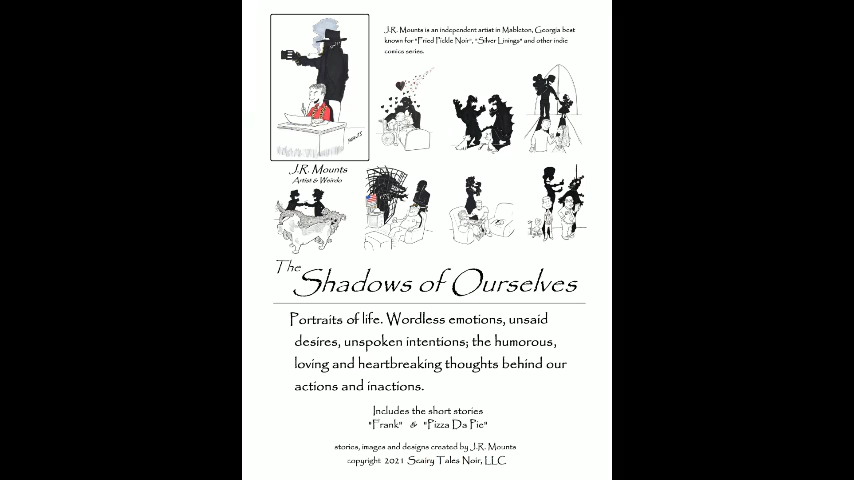 J.R. Mounts is an independent artist in Mableton, Georgia best
known for "Fried Pickle Noir", "Silver Linings" and other indie
comics series.
J.R. Mounts
Artist & Weirdo
The
Shadows of Ourselves
Portraits of life. Wordless emotions, unsaid
desires, unspoken intentions; the humorous,
loving and heartbreaking thoughts behind our
actions and inactions.
Includes the short stories
"Frank" & "Pizza Da Pie"
stories, images and designs created by J.R. Mounts
copyright 2021 Scairy Tales Noir, LLC